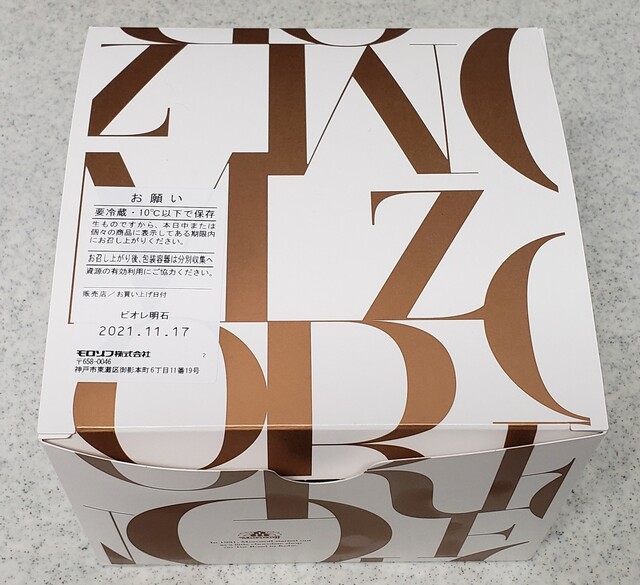 お願い
要冷蔵・10℃以下で保存
生ものですから、本日中または
個々の商品に表示してある期限内
にお召し上がりください。
お召し上がり後、包装容器は分別収集へ
資源の有効利用にご協力ください。
販売店／お買い上げ日付
ピオレ明石
2021.11.17
モロゾフ株式会社
2
〒658-0046
神戸市東灘区御影本町6丁目11番19号